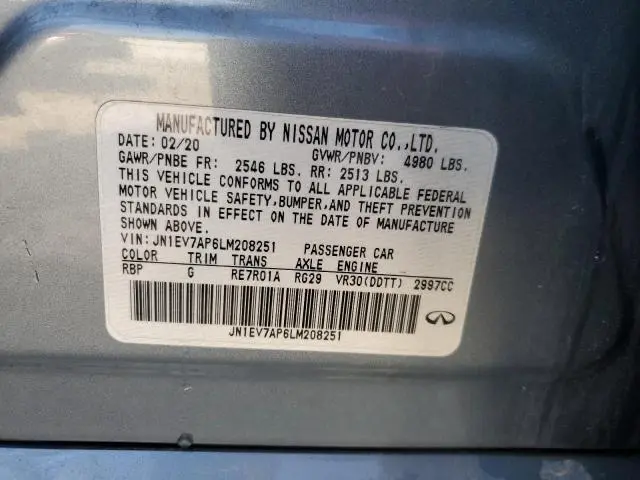 MANUFACTURED BY NISSAN MOTOR CO.,LTD.
DATE: 02/20 GVWR/PNBV: 4980 LBS.
GAWR/PNBE FR: 2546 LBS. RR: 2513 LBS.
THIS VEHICLE CONFORMS TO ALL APPLICABLE FEDERAL
MOTOR VEHICLE SAFETY,BUMPER,AND THEFT PREVENTION
STANDARDS IN EFFECT ON THE DATE OF MANUFACTURE
SHOWN ABOVE.
VIN: JN1EV7AP6LM208251 PASSENGER CAR
COLOR TRIM TRANS AXLE ENGINE
RBP G RE7R01A RG29 VR30(DDTT) 2997CC
JN1EV7AP6LM208251